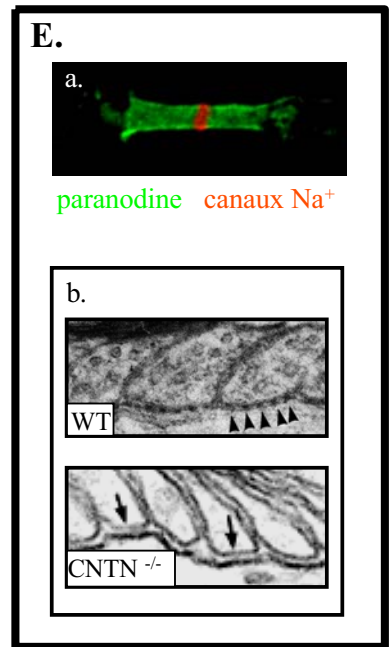 E.
a.
paranodine canaux Na⁺
b.
WT
CNTN -/-